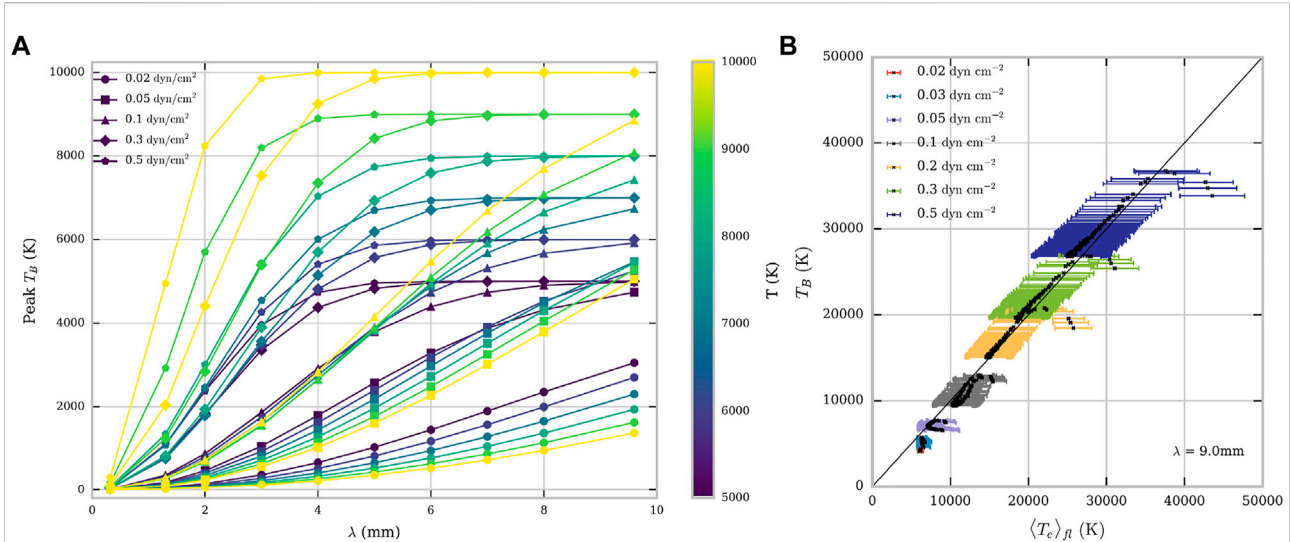 A
Peak T_B (K)
10000
8000
6000
4000
2000
0
0.02 dyn/cm²
0.05 dyn/cm²
0.1 dyn/cm²
0.3 dyn/cm²
0.5 dyn/cm²
0 2 4 6 8 10
λ (mm)
10000
9000
8000
7000
6000
5000
T (K)
B
T_B (K)
50000
40000
30000
20000
10000
0
0.02 dyn cm⁻²
0.03 dyn cm⁻²
0.05 dyn cm⁻²
0.1 dyn cm⁻²
0.2 dyn cm⁻²
0.3 dyn cm⁻²
0.5 dyn cm⁻²
λ = 9.0mm
0 10000 20000 30000 40000 50000
⟨T_e⟩_fl (K)